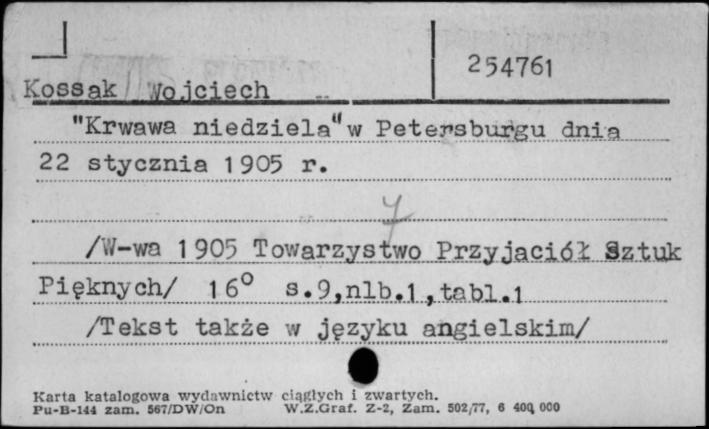 254761
Kossak Wojciech
"Krwawa niedziela" w Petersburgu dnia
22 stycznia 1905 r.
/W-wa 1905 Towarzystwo Przyjaciół Sztuk
Pięknych/ 16° s.9,nlb.1,tabl.1
/Tekst także w języku angielskim/
Karta katalogowa wydawnictw ciągłych i zwartych.
Pu-B-144 zam. 567/DW/On W.Z.Graf. Z-2, Zam. 502/77, 6 400 000